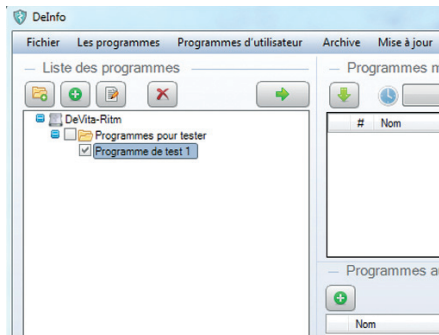 DeInfo
Fichier Les programmes Programmes d'utilisateur Archive Mise à jour
Liste des programmes
Programmes
# Nom
DeVita-Ritm
Programmes pour tester
Programme de test 1
Programmes
Nom